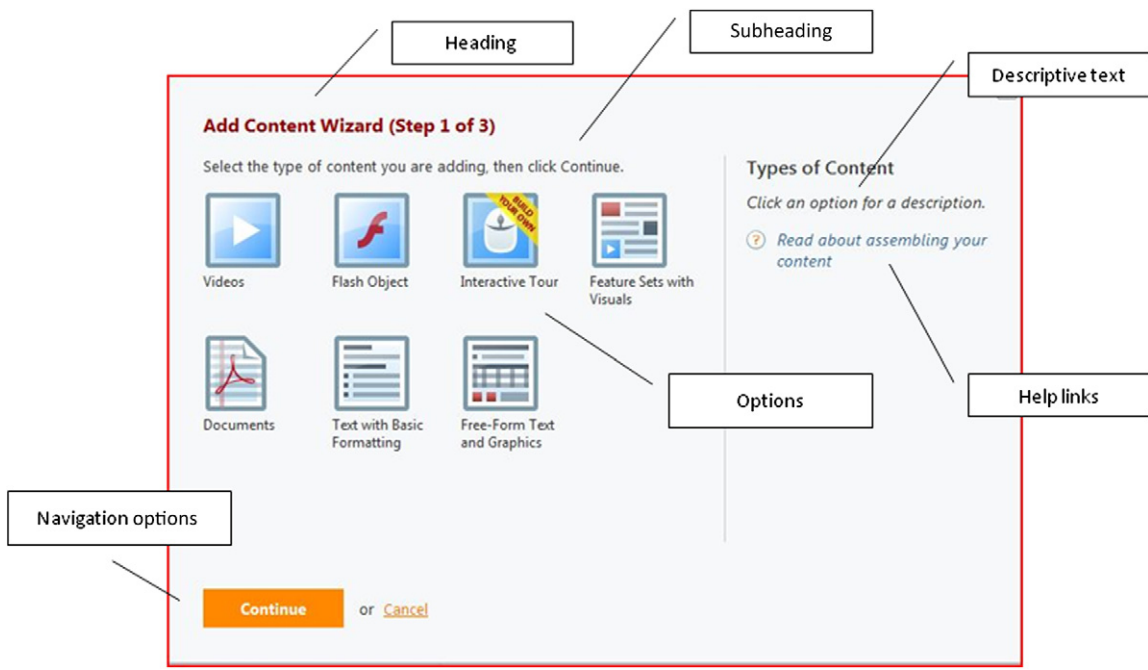 Heading
Subheading
Descriptive text
Add Content Wizard (Step 1 of 3)
Select the type of content you are adding, then click Continue.
BUILD
YOUR OWN
Videos
Flash Object
Interactive Tour
Feature Sets with
Visuals
Documents
Text with Basic
Formatting
Free-Form Text
and Graphics
Types of Content
Click an option for a description.
? Read about assembling your
content
Options
Help links
Navigation options
Continue or Cancel